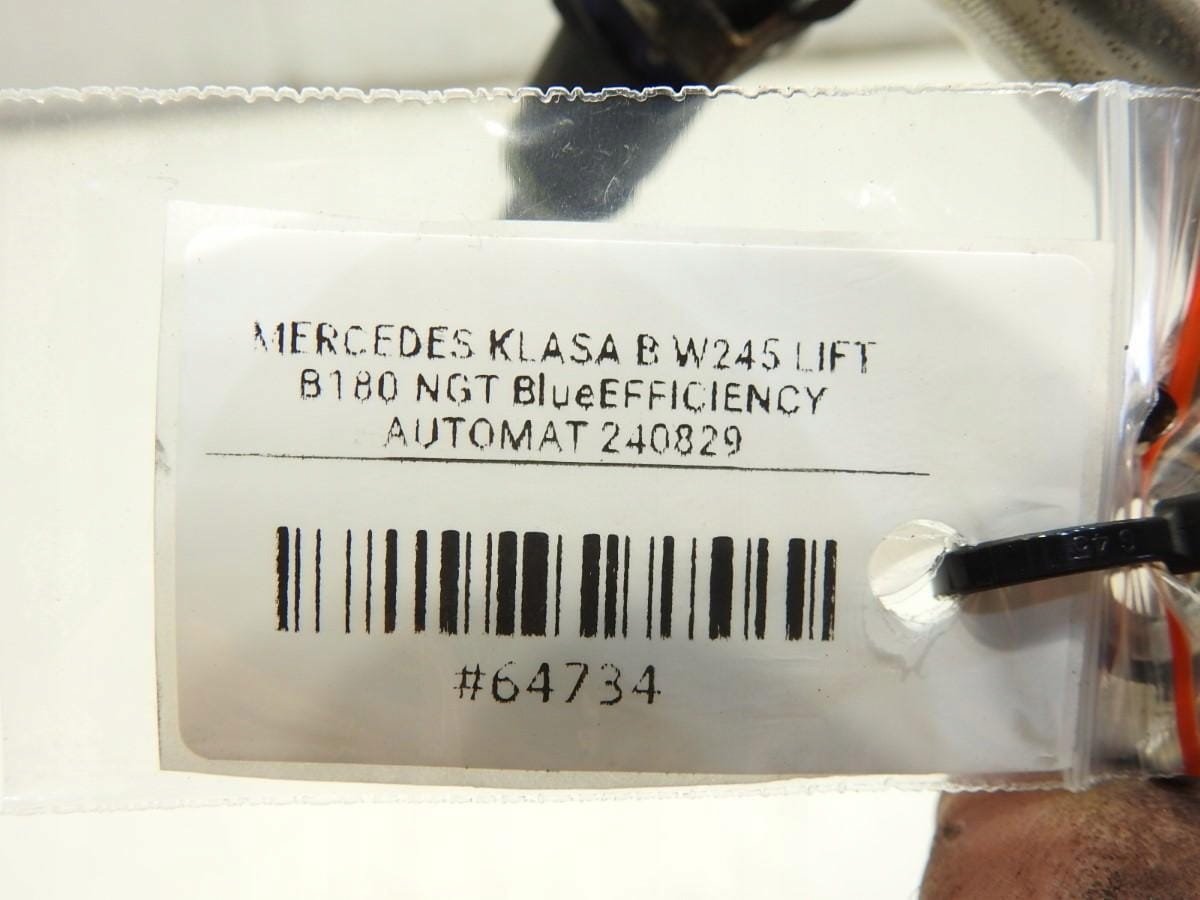 MERCEDES KLASA B W245 LIFT
B180 NGT BlueEFFICIENCY
AUTOMAT 240829
#64734